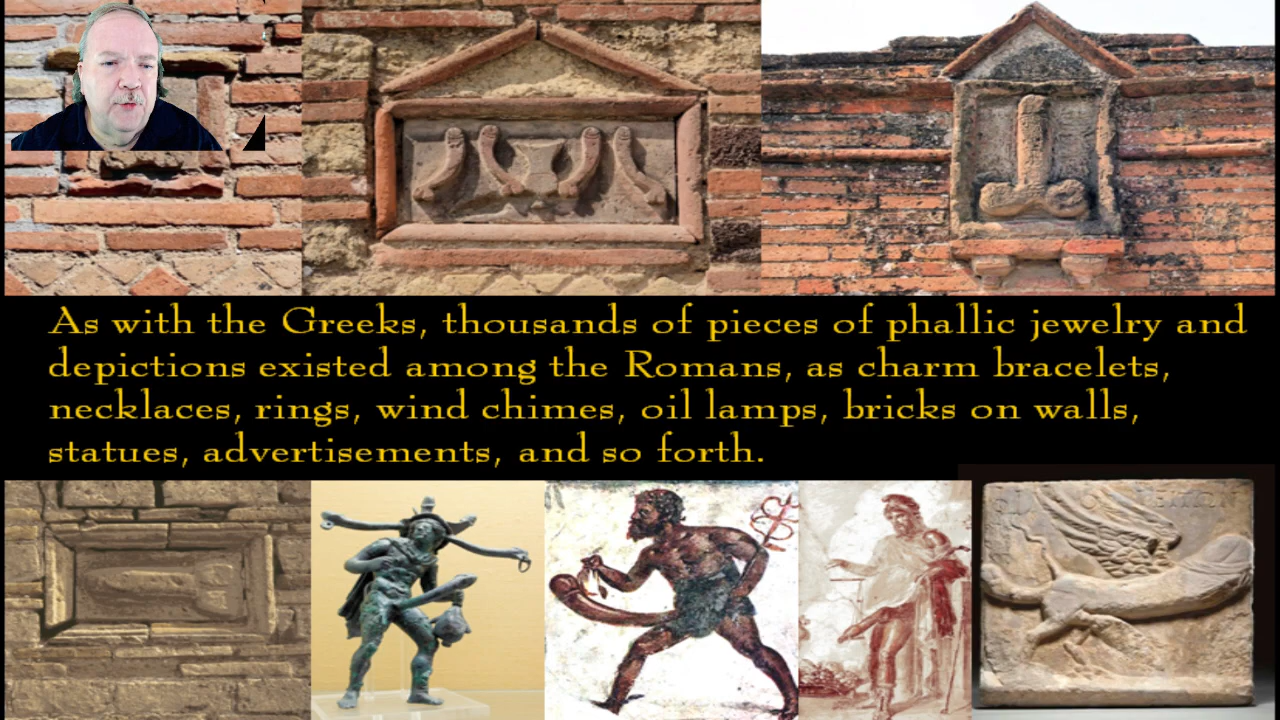 As with the Greeks, thousands of pieces of phallic jewelry and
depictions existed among the Romans, as charm bracelets,
necklaces, rings, wind chimes, oil lamps, bricks on walls,
statues, advertisements, and so forth.